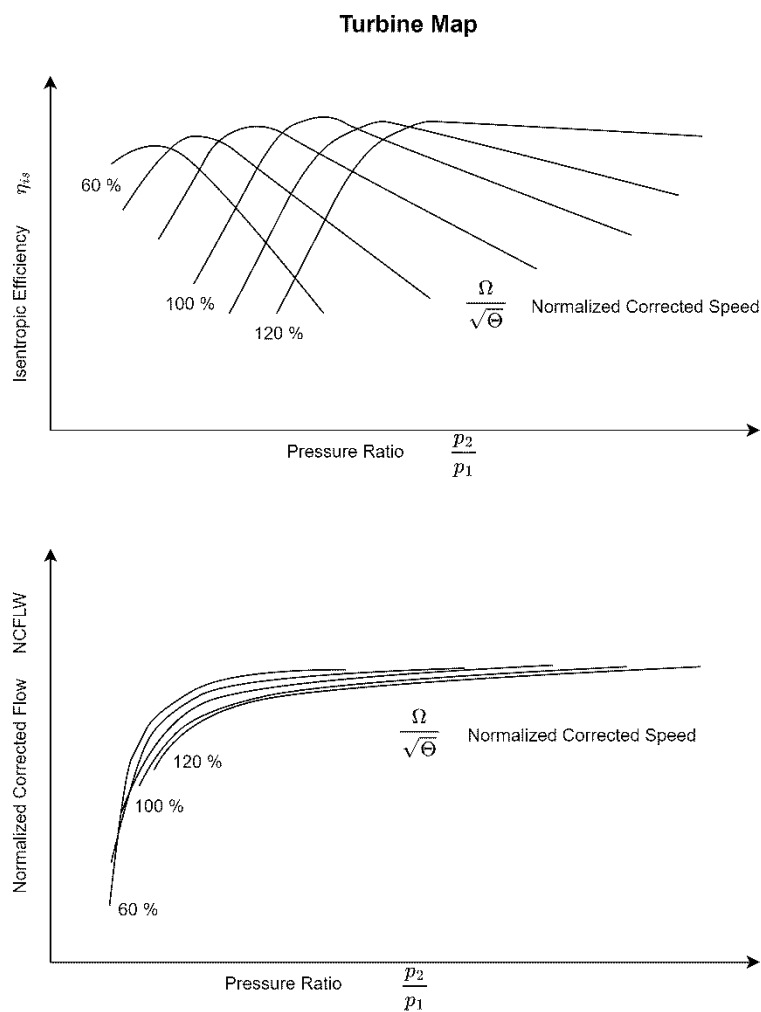 Turbine Map
Isentropic Efficiency η_is
60 %
100 %
120 %
Ω/√Θ Normalized Corrected Speed
Pressure Ratio p₂/p₁
Normalized Corrected Flow NCFLW
Ω/√Θ Normalized Corrected Speed
120 %
100 %
60 %
Pressure Ratio p₂/p₁